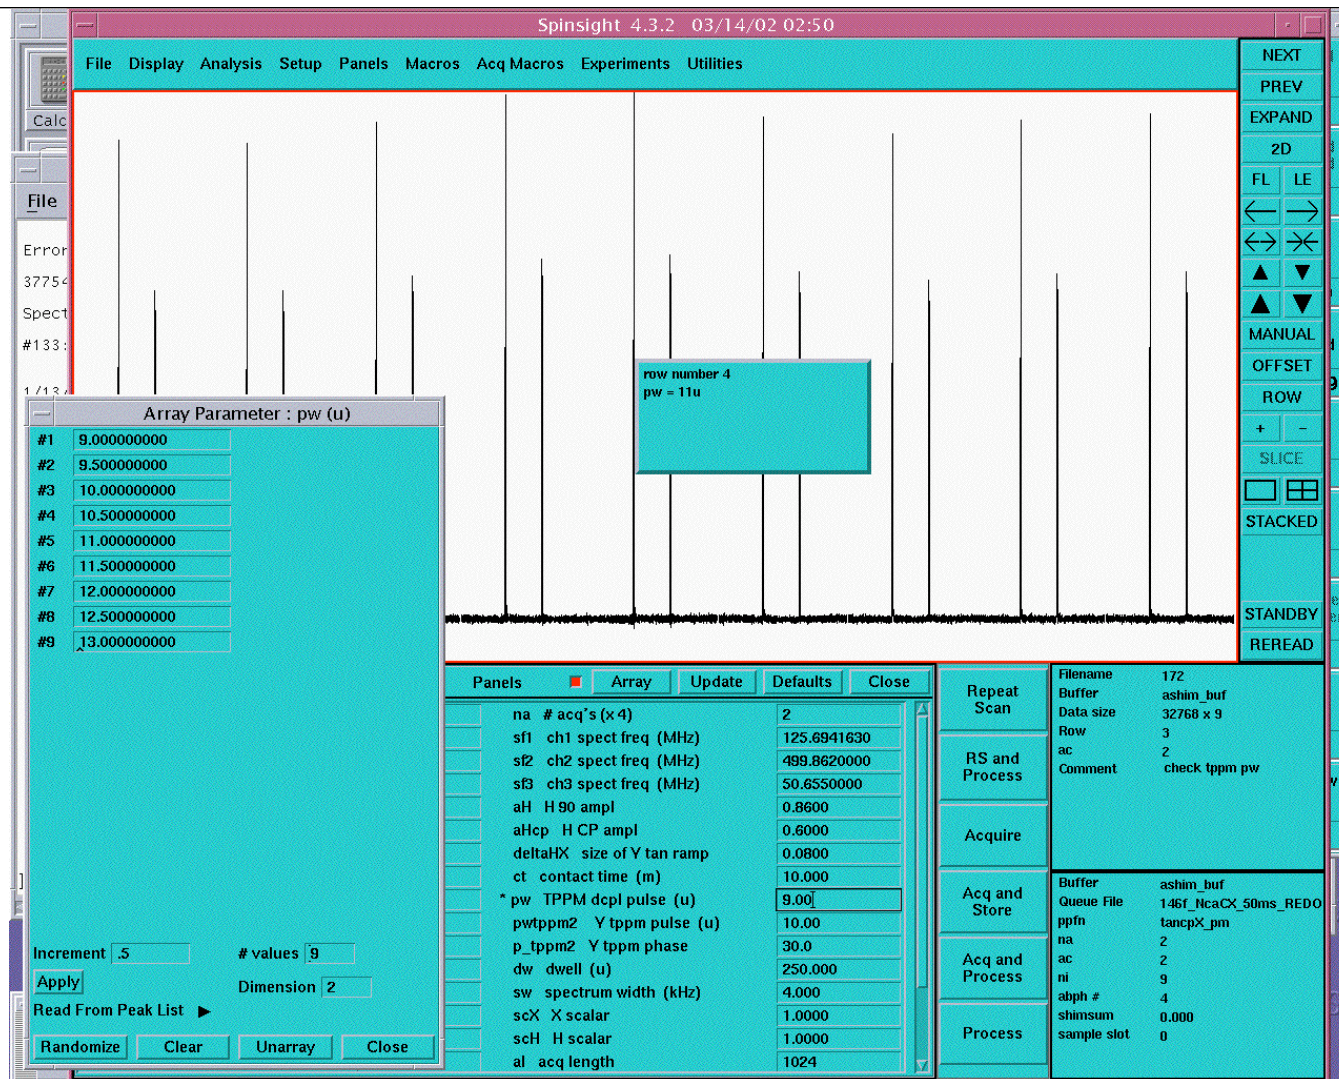 Spinsight 4.3.2 03/14/02 02:50
File Display Analysis Setup Panels Macros Acq Macros Experiments Utilities
NEXT
PREV
EXPAND
2D
FL LE
MANUAL
OFFSET
ROW
+ -
SLICE
STACKED
STANDBY
REREAD
Calc
File
Error
37754
Spect
#133:
1/13/
row number 4
pw = 11u
Array Parameter : pw (u)
#1 9.000000000
#2 9.500000000
#3 10.000000000
#4 10.500000000
#5 11.000000000
#6 11.500000000
#7 12.000000000
#8 12.500000000
#9 13.000000000
Increment .5 # values 9
Apply Dimension 2
Read From Peak List
Randomize Clear Unarray Close
Panels Array Update Defaults Close
na # acq's (x 4) 2
sf1 ch1 spect freq (MHz) 125.6941630
sf2 ch2 spect freq (MHz) 499.8620000
sf3 ch3 spect freq (MHz) 50.6550000
aH H 90 ampl 0.8600
aHcp H CP ampl 0.6000
deltaHX size of Y tan ramp 0.0800
ct contact time (m) 10.000
* pw TPPM dcpl pulse (u) 9.00
pwtppm2 Y tppm pulse (u) 10.00
p_tppm2 Y tppm phase 30.0
dw dwell (u) 250.000
sw spectrum width (kHz) 4.000
scX X scalar 1.0000
scH H scalar 1.0000
al acq length 1024
Repeat
Scan
RS and
Process
Acquire
Acq and
Store
Acq and
Process
Process
Filename 172
Buffer ashim_buf
Data size 32768 x 9
Row 3
ac 2
Comment check tppm pw
Buffer ashim_buf
Queue File 146f_NcaCX_50ms_REDO
ppfn tancpX_pm
na 2
ac 2
ni 9
abph # 4
shimsum 0.000
sample slot 0